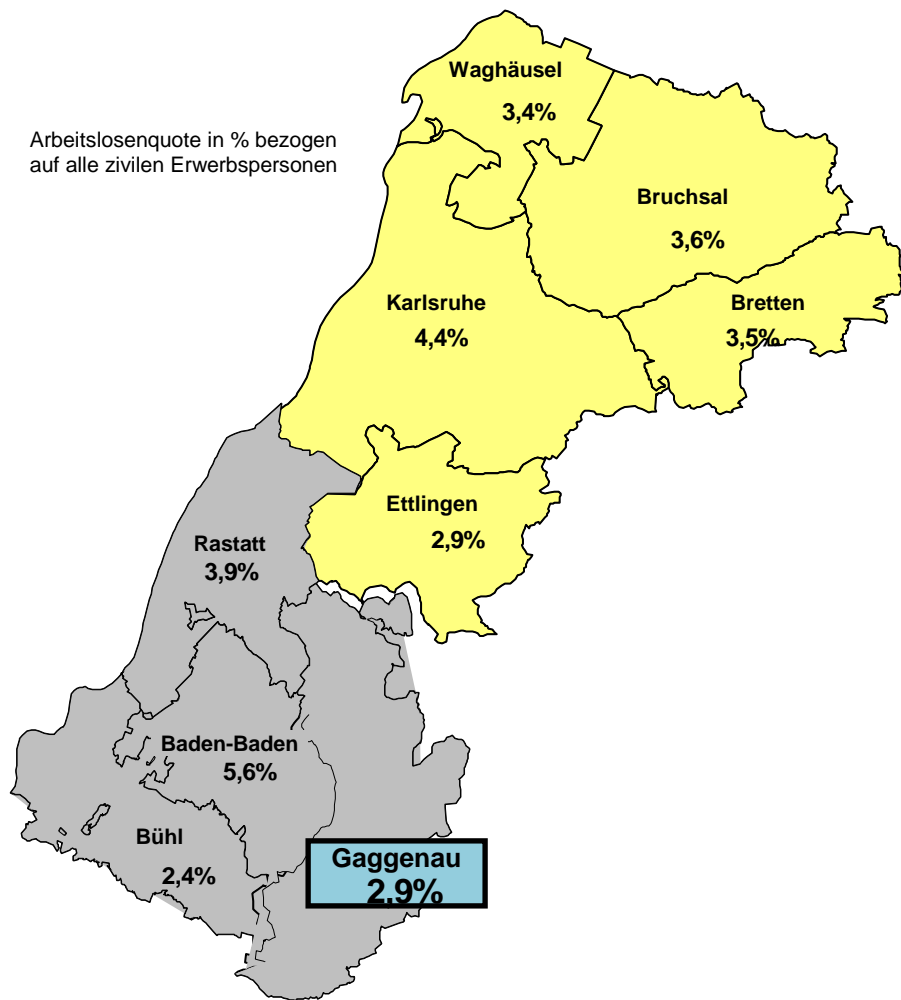 Waghäusel
3,4%
Arbeitslosenquote in % bezogen
auf alle zivilen Erwerbspersonen
Bruchsal
3,6%
Karlsruhe
4,4%
Bretten
3,5%
Ettlingen
2,9%
Rastatt
3,9%
Baden-Baden
5,6%
Bühl
2,4%
Gaggenau
2,9%